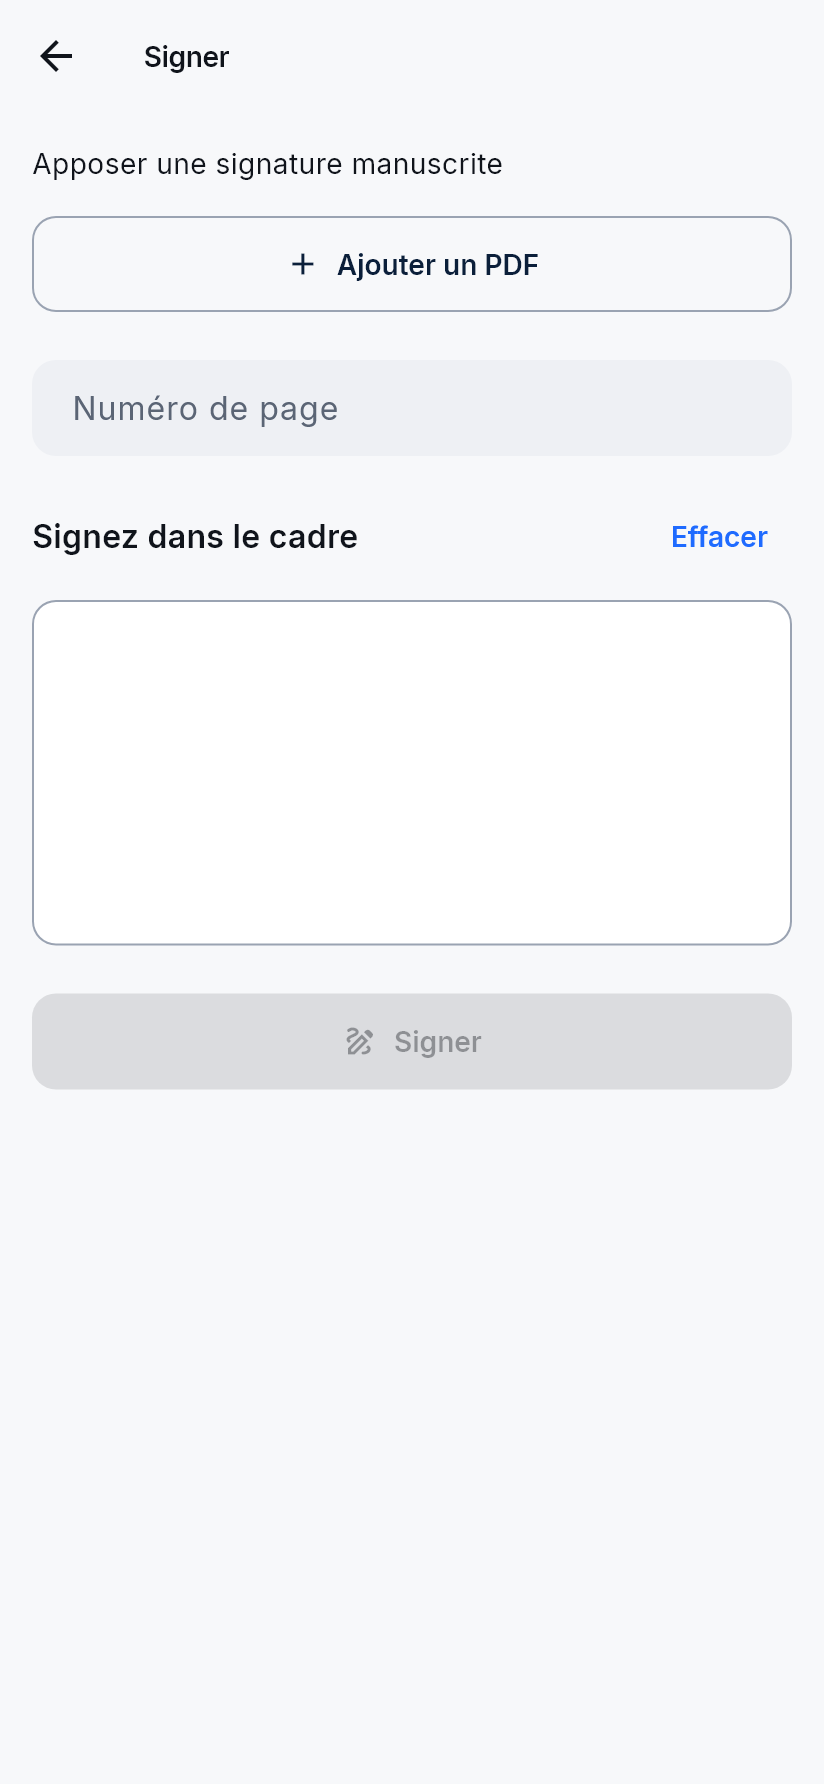 Signer
Apposer une signature manuscrite
Ajouter un PDF
Numéro de page
Signez dans le cadre
Effacer
Signer